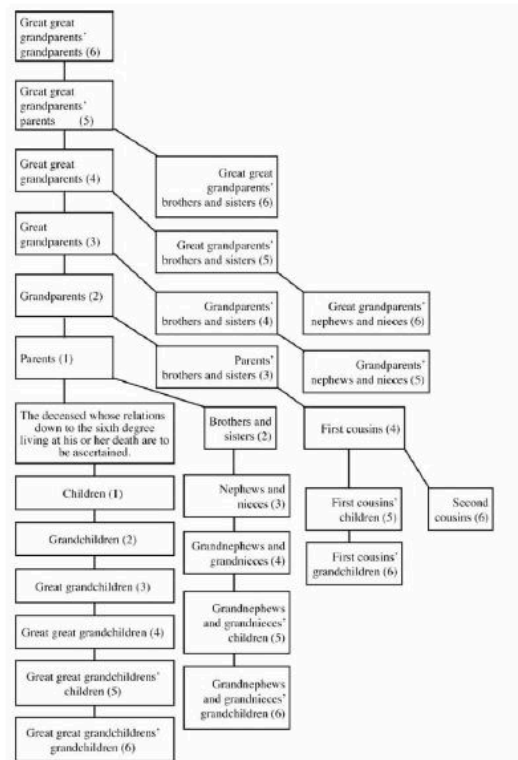 Great great
grandparents'
grandparents (6)
Great great
grandparents'
parents (5)
Great great
grandparents (4)
Great great
grandparents'
brothers and sisters (6)
Great
grandparents (3)
Great grandparents'
brothers and sisters (5)
Grandparents (2)
Grandparents'
brothers and sisters (4)
Great grandparents'
nephews and nieces (6)
Parents (1)
Parents'
brothers and sisters (3)
Grandparents'
nephews and nieces (5)
The deceased whose relations
down to the sixth degree
living at his or her death are to
be ascertained.
Brothers and
sisters (2)
First cousins (4)
Children (1)
Nephews and
nieces (3)
First cousins'
children (5)
Second
cousins (6)
Grandchildren (2)
Grandnephews and
grandnieces (4)
First cousins'
grandchildren (6)
Great grandchildren (3)
Great great grandchildren (4)
Grandnephews
and grandnieces'
children (5)
Great great grandchildrens'
children (5)
Grandnephews
and grandnieces'
grandchildren (6)
Great great grandchildrens'
grandchildren (6)